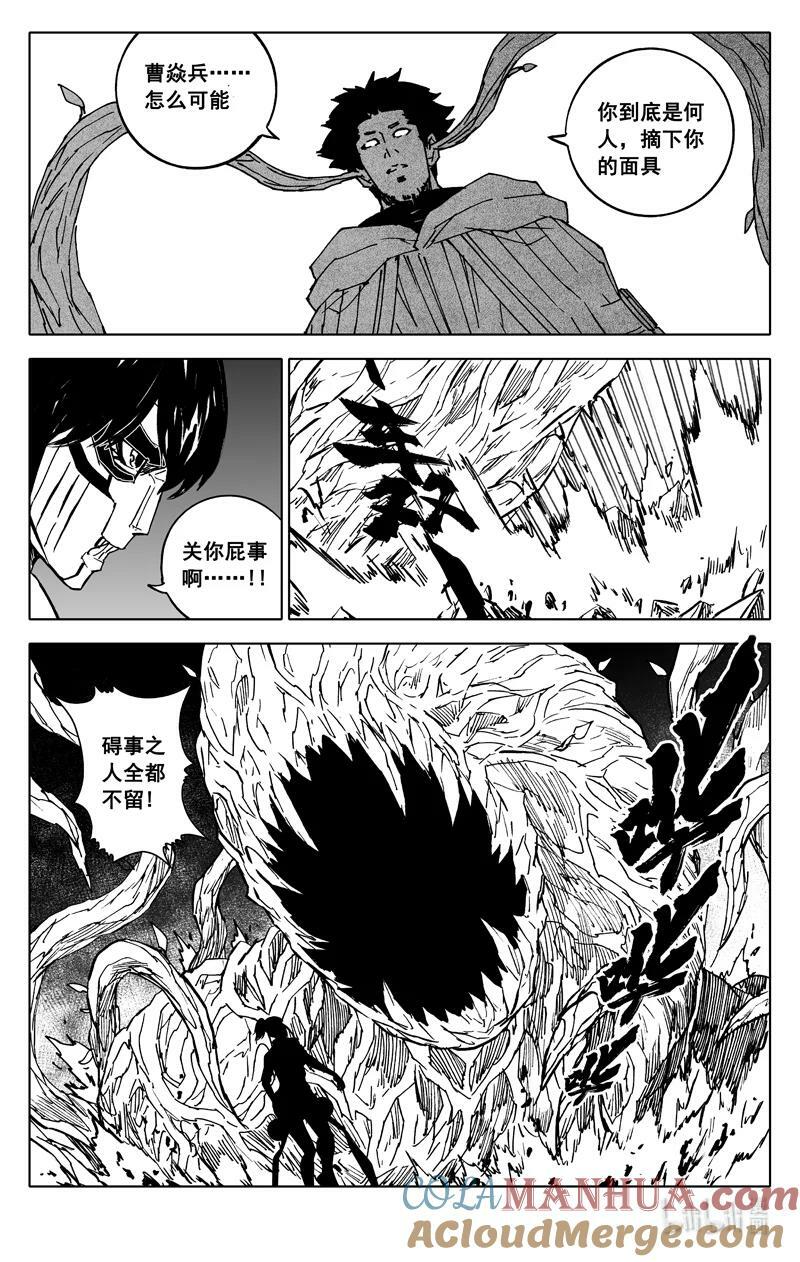 曹焱兵……
怎么可能
你到底是何
人，摘下你
的面具
关你屁事
啊……!!
轰
碍事之
人全都
不留!
COLAMANHUA.com
ACloudMerge.com